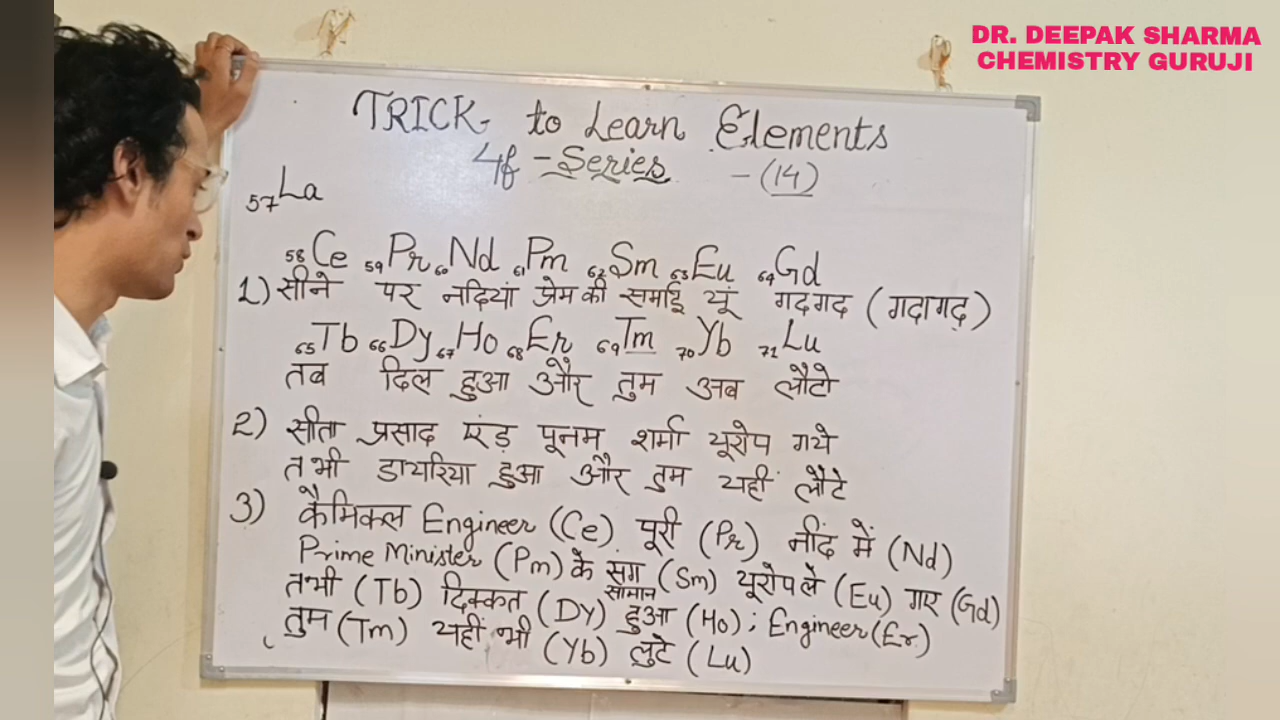 DR. DEEPAK SHARMA
CHEMISTRY GURUJI
TRICK to Learn Elements
4f - Series - (14)
57La
58Ce 59Pr 60Nd 61Pm 62Sm 63Eu 64Gd
1) सीने पर नदियां प्रेम की समाई यूं गदगद (गदागद)
65Tb 66Dy 67Ho 68Er 69Tm 70Yb 71Lu
तब दिल हुआ और तुम अब लौटो
2) सीता प्रसाद एंड़ पूनम शर्मा यूरोप गये
तभी डायरिया हुआ और तुम यहीं लौटे
3) कैमिकल Engineer (Ce) पूरी (Pr) नींद में (Nd)
Prime Minister (Pm) के संग (Sm) यूरोप ले (Eu) गए (Gd)
सामान
तभी (Tb) दिक्कत (DY) हुआ (Ho) ; Engineer (Er)
तुम (Tm) यहीं भी (Yb) लुटे (Lu)